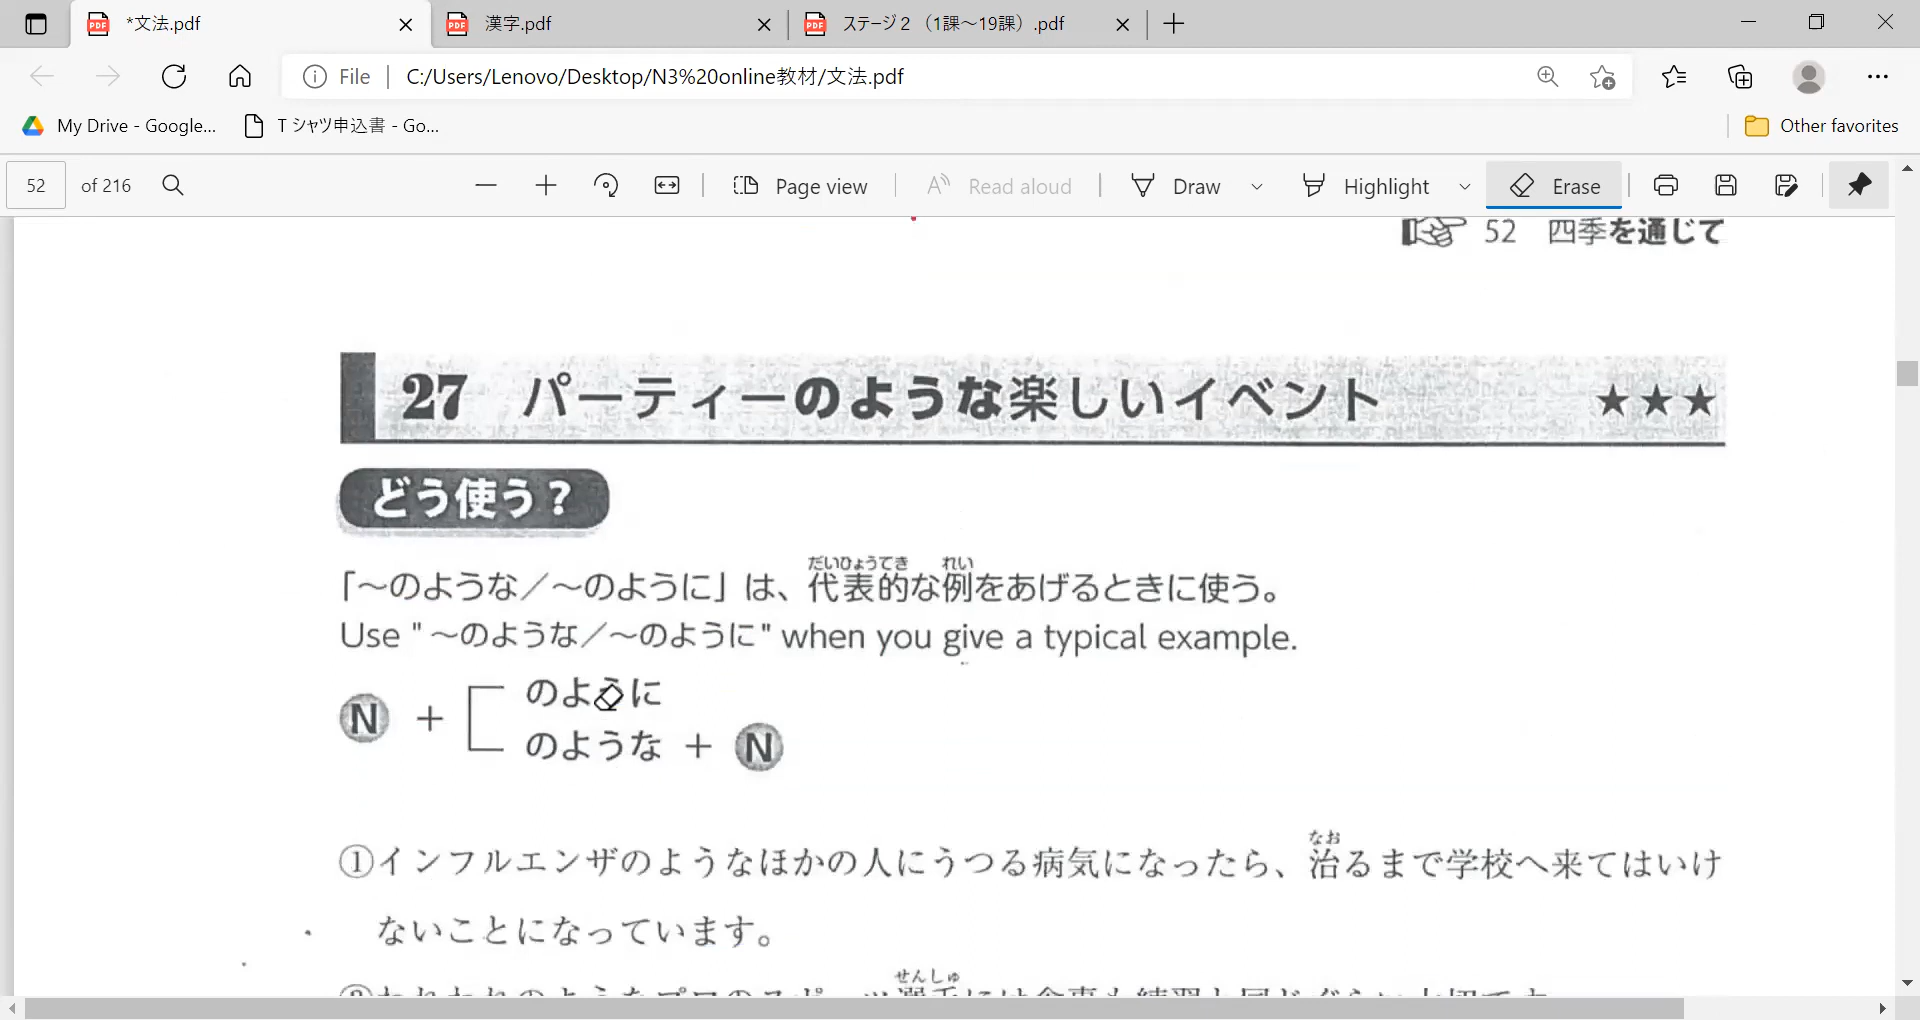 *文法.pdf
漢字.pdf
ステージ2（1課～19課）.pdf
File
C:/Users/Lenovo/Desktop/N3%20online教材/文法.pdf
My Drive - Google...
Tシャツ申込書 - Go...
Other favorites
52 of 216
Page view
Read aloud
Draw
Highlight
Erase
52 四季を通じて
27 パーティーのような楽しいイベント ★★★
どう使う？
だいひょうてき れい
「～のような／～のように」は、代表的な例をあげるときに使う。
Use "～のような／～のように" when you give a typical example.
N + のように
のような + N
なお
①インフルエンザのようなほかの人にうつる病気になったら、治るまで学校へ来てはいけ
ないことになっています。
せんしゅ